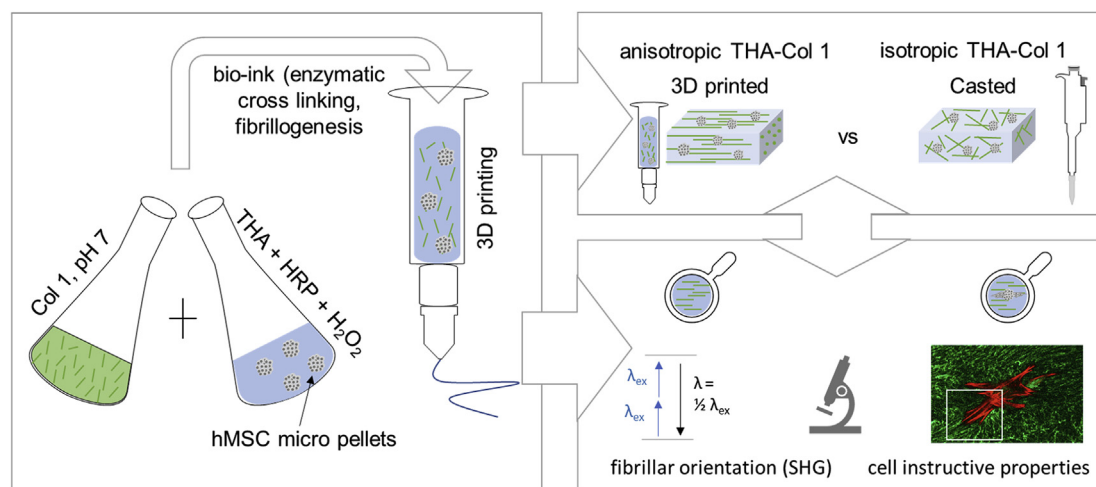 bio-ink (enzymatic
cross linking,
fibrillogenesis
3D printing
Col 1, pH 7
THA + HRP + H₂O₂
hMSC micro pellets
anisotropic THA-Col 1
3D printed
vs
isotropic THA-Col 1
Casted
λex
λex
λ =
½ λex
fibrillar orientation (SHG)
cell instructive properties